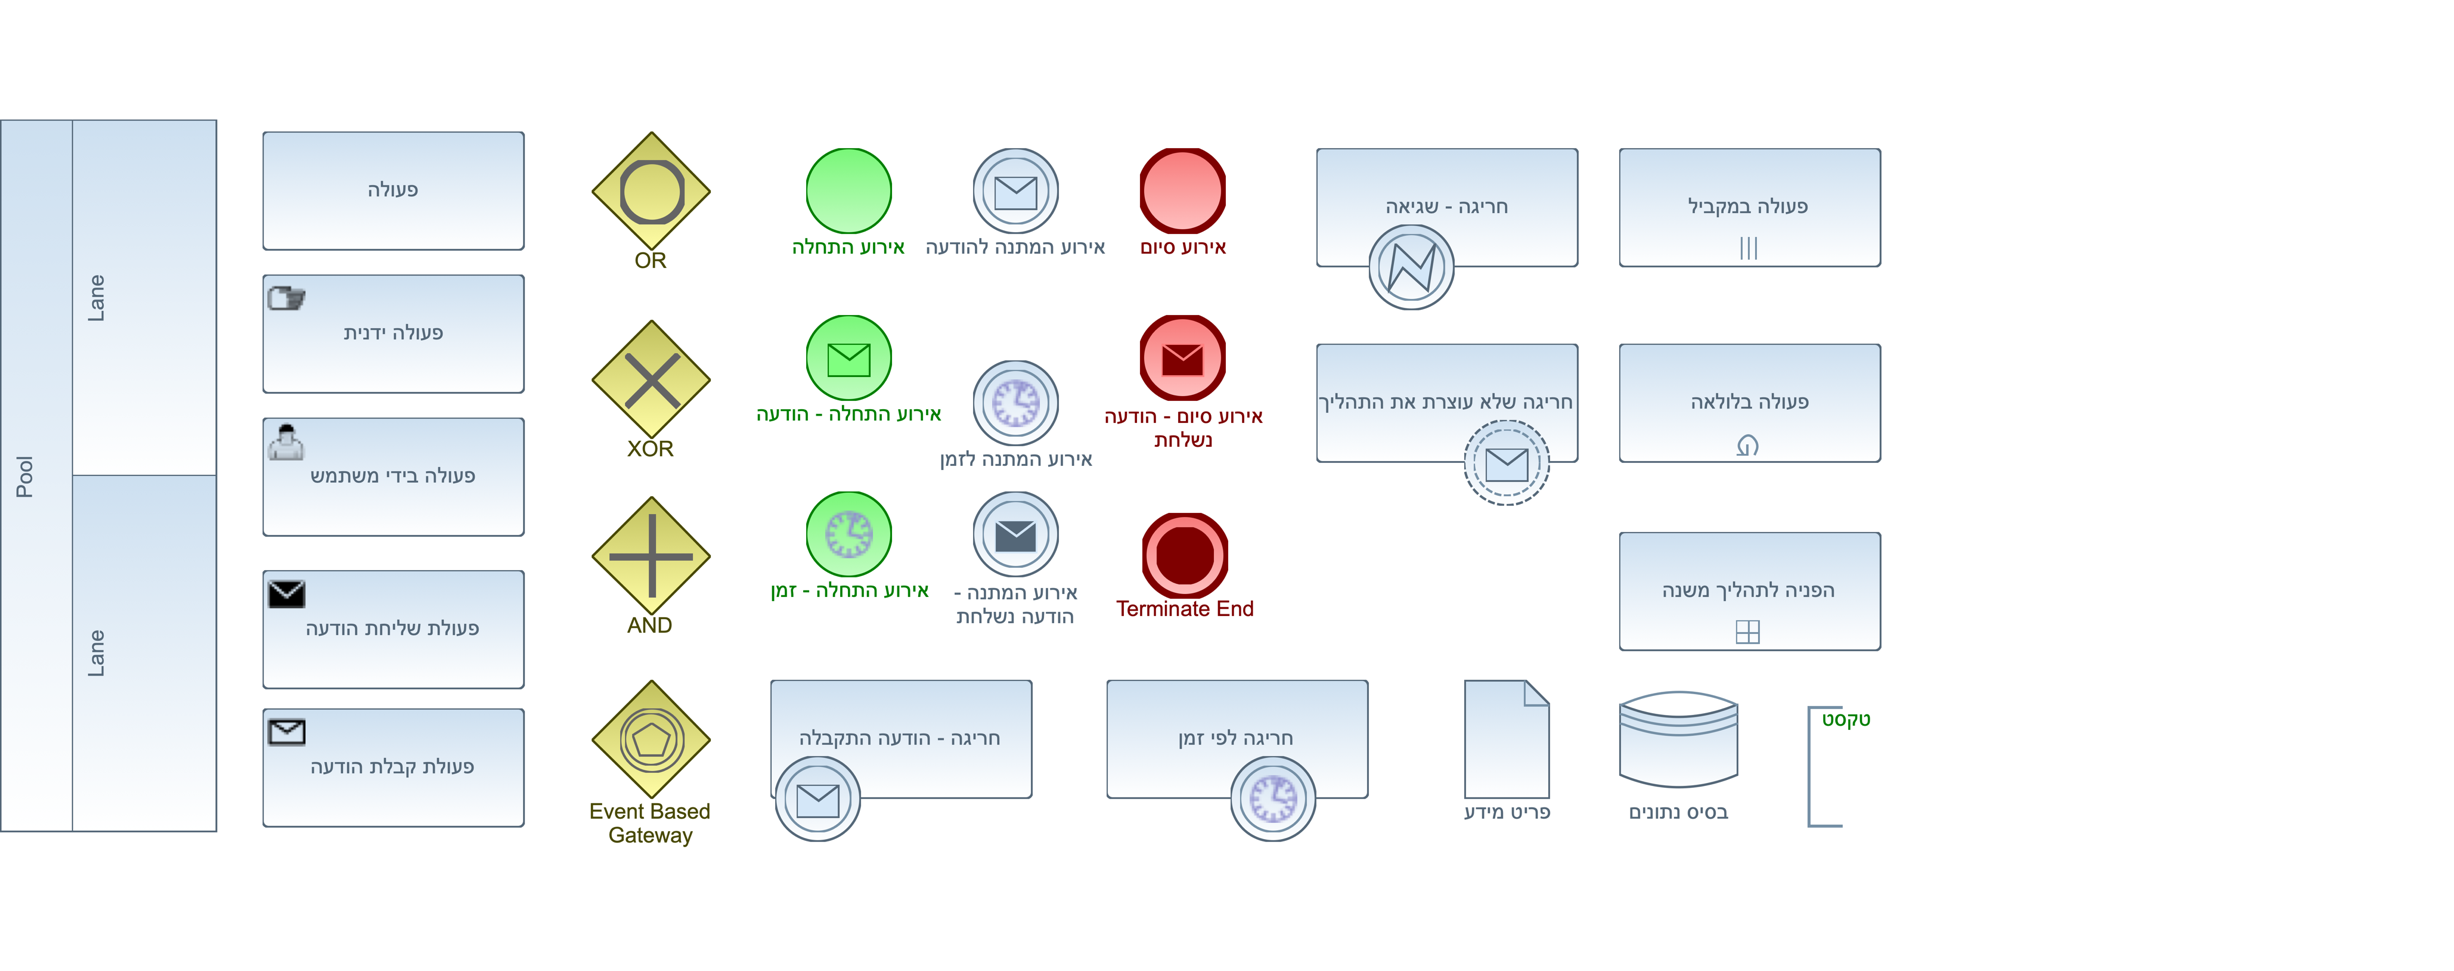 Pool
Lane
Lane
פעולה
פעולה ידנית
פעולה בידי משתמש
פעולת שליחת הודעה
פעולת קבלת הודעה
OR
XOR
AND
Event Based
Gateway
אירוע התחלה
אירוע התחלה - הודעה
אירוע התחלה - זמן
אירוע המתנה להודעה
אירוע המתנה לזמן
אירוע המתנה -
הודעה נשלחת
אירוע סיום
אירוע סיום - הודעה
נשלחת
Terminate End
חריגה - שגיאה
חריגה שלא עוצרת את התהליך
פעולה במקביל
פעולה בלולאה
הפניה לתהליך משנה
חריגה - הודעה התקבלה
חריגה לפי זמן
פריט מידע
בסיס נתונים
טקסט